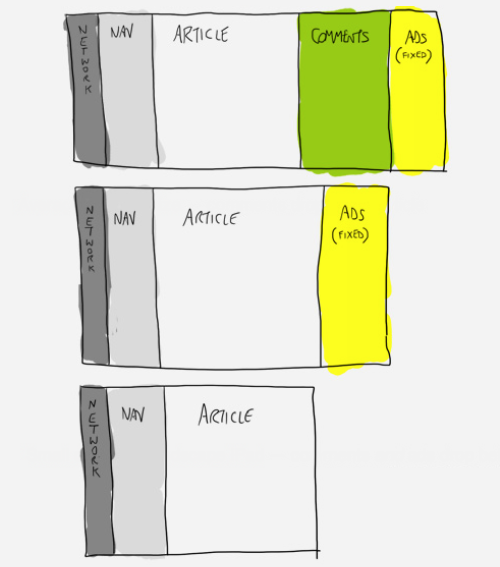 NETWORK
NAV
ARTICLE
COMMENTS
ADS
(FIXED)
NETWORK
NAV
ARTICLE
ADS
(FIXED)
NETWORK
NAV
ARTICLE